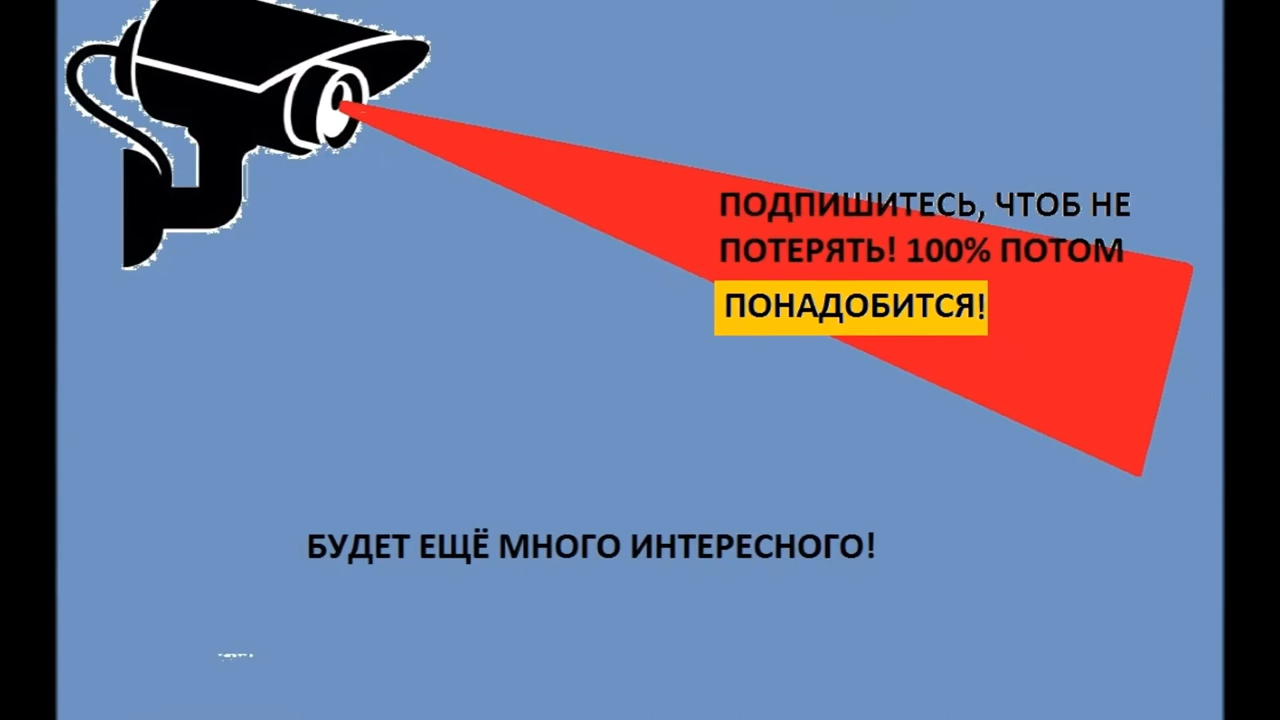 ПОДПИШИТЕСЬ, ЧТОБ НЕ
ПОТЕРЯТЬ! 100% ПОТОМ
ПОНАДОБИТСЯ!
БУДЕТ ЕЩЁ МНОГО ИНТЕРЕСНОГО!